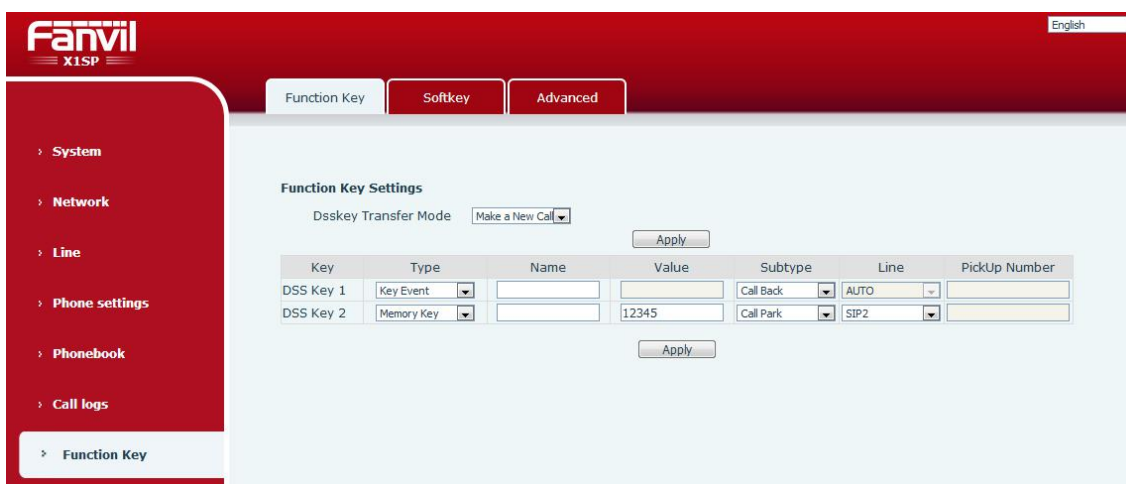 Fanvil
X1SP
English
Function Key Softkey Advanced
› System
› Network
› Line
› Phone settings
› Phonebook
› Call logs
› Function Key
Function Key Settings
Dsskey Transfer Mode Make a New Call
Apply
Key Type Name Value Subtype Line PickUp Number
DSS Key 1 Key Event Call Back AUTO
DSS Key 2 Memory Key 12345 Call Park SIP2
Apply